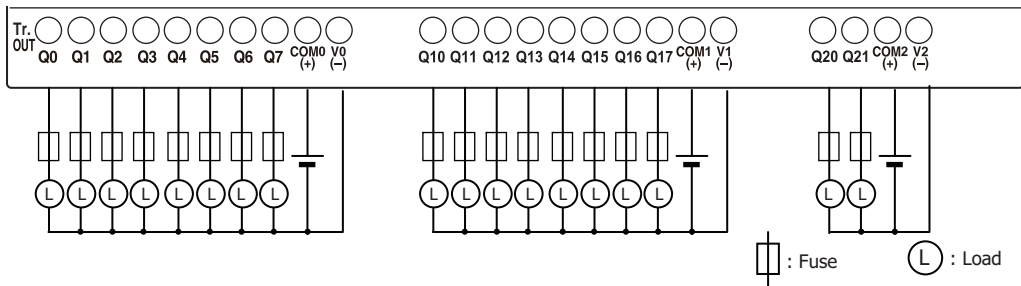 Tr. OUT
Q0 Q1 Q2 Q3 Q4 Q5 Q6 Q7 COM0 (+) V0 (−) Q10 Q11 Q12 Q13 Q14 Q15 Q16 Q17 COM1 (+) V1 (−) Q20 Q21 COM2 (+) V2 (−)
L L L L L L L L L L L L L L L L L L
: Fuse L : Load